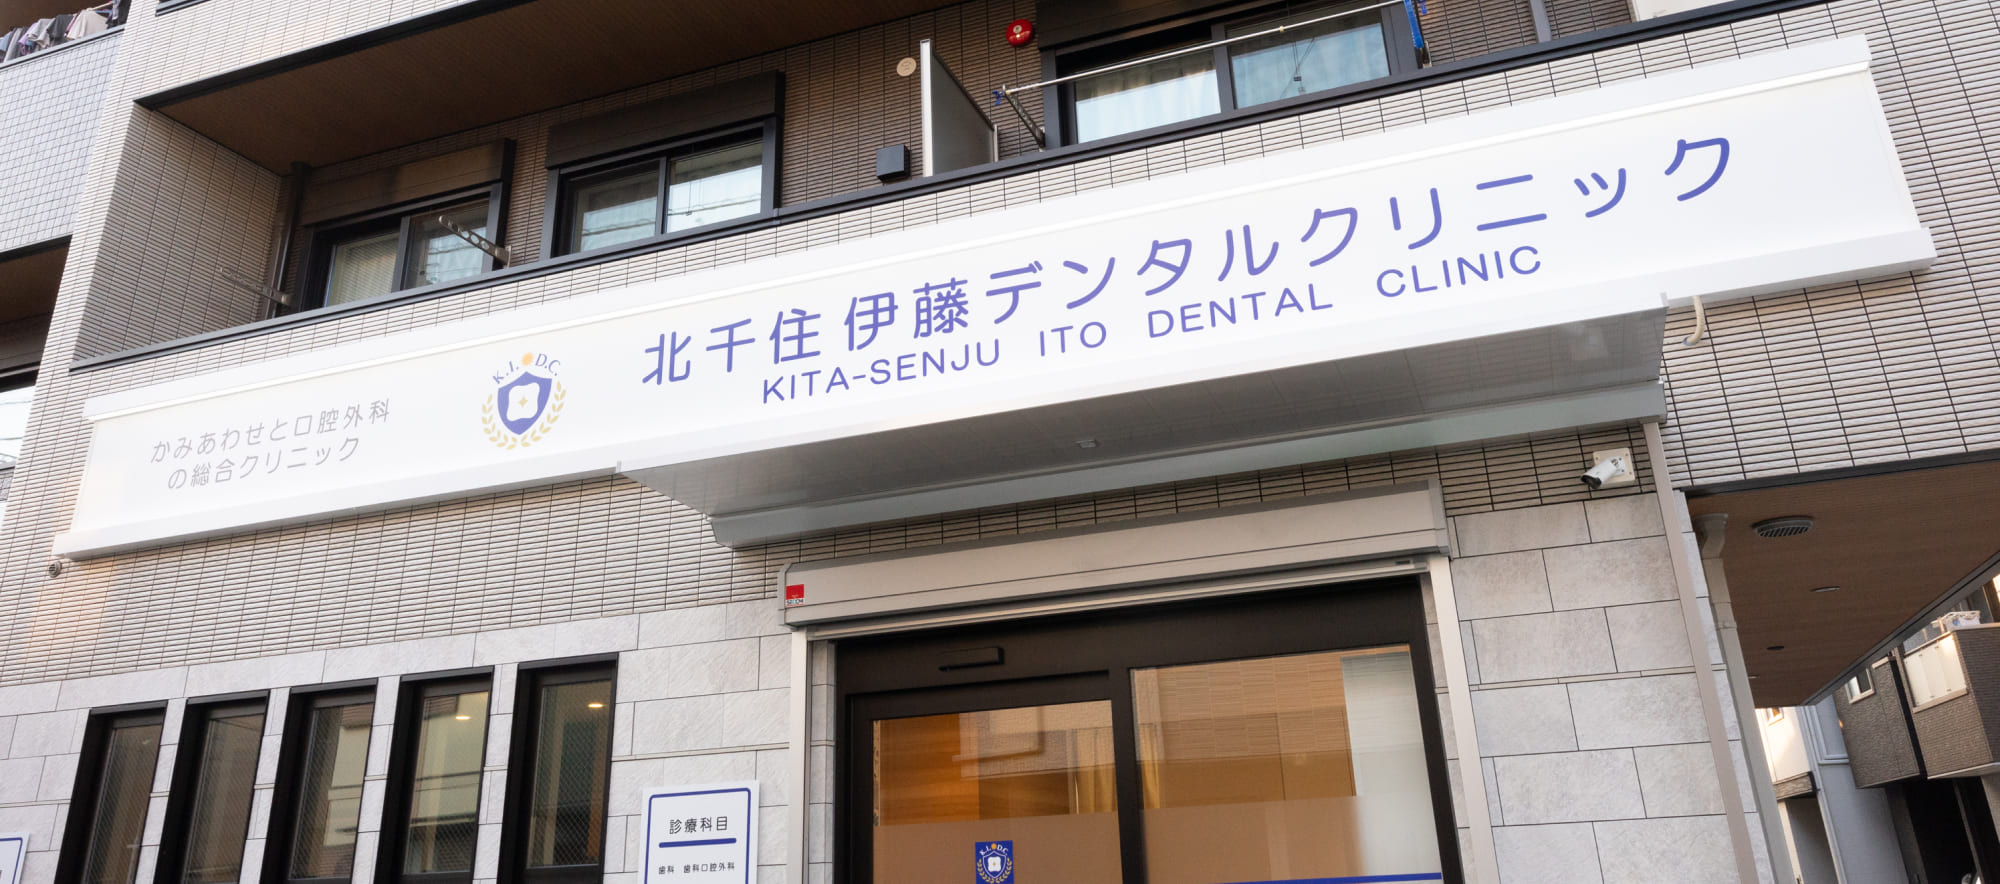 北千住 伊藤デンタルクリニック
KITA-SENJU ITO DENTAL CLINIC
K.I. D.C.
かみあわせと口腔外科
の総合クリニック
SECOM
診療科目
歯科 歯科口腔外科
K.I. D.C.